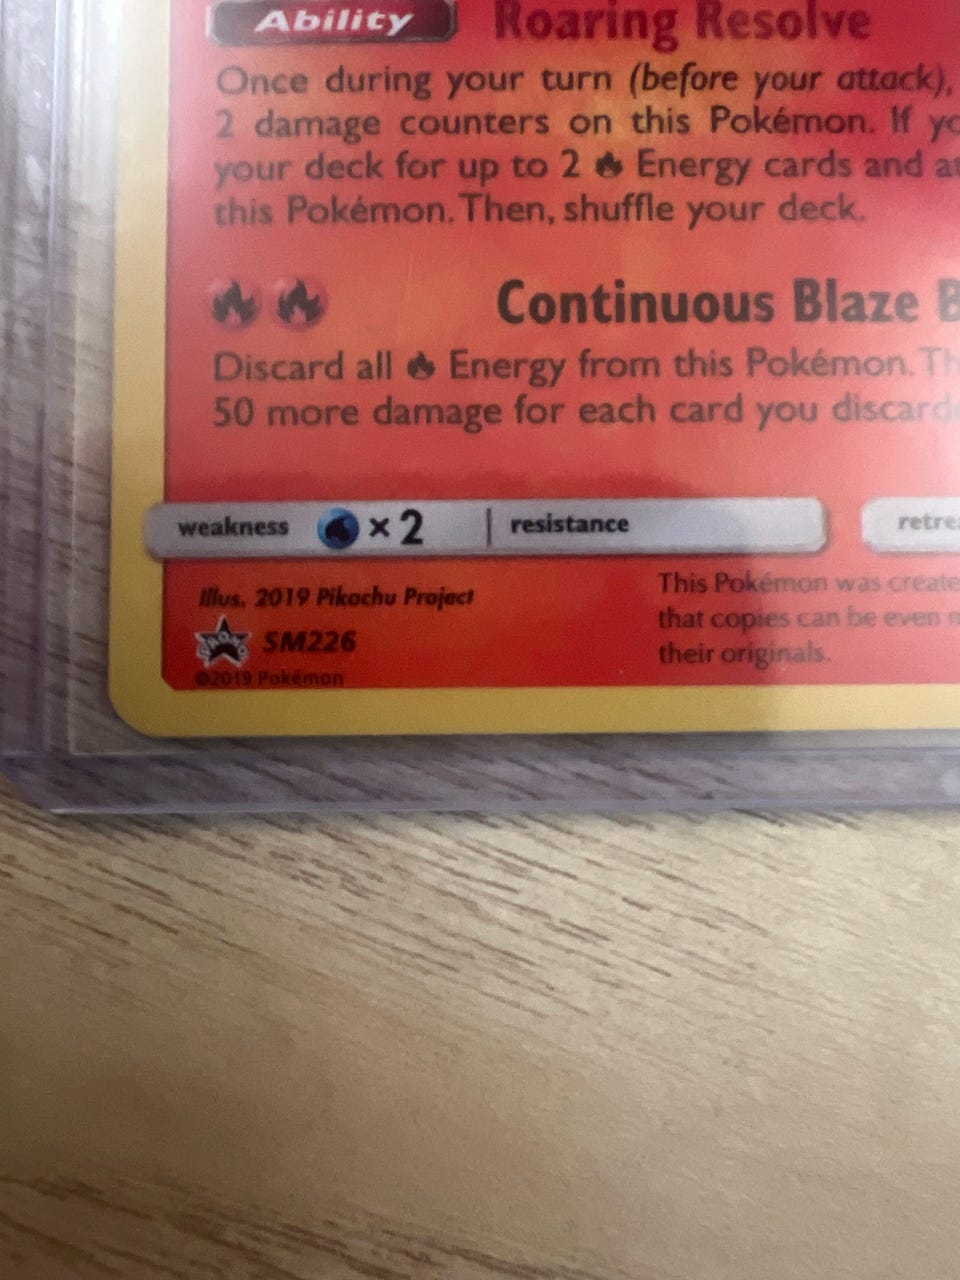 Ability Roaring Resolve
Once during your turn (before your attack),
2 damage counters on this Pokémon. If yo
your deck for up to 2 Energy cards and at
this Pokémon. Then, shuffle your deck.
Continuous Blaze B
Discard all Energy from this Pokémon. Th
50 more damage for each card you discard
weakness ×2 | resistance retrea
Illus. 2019 Pikachu Project
This Pokémon was create
PROMO SM226
that copies can be even m
their originals.
©2019 Pokémon